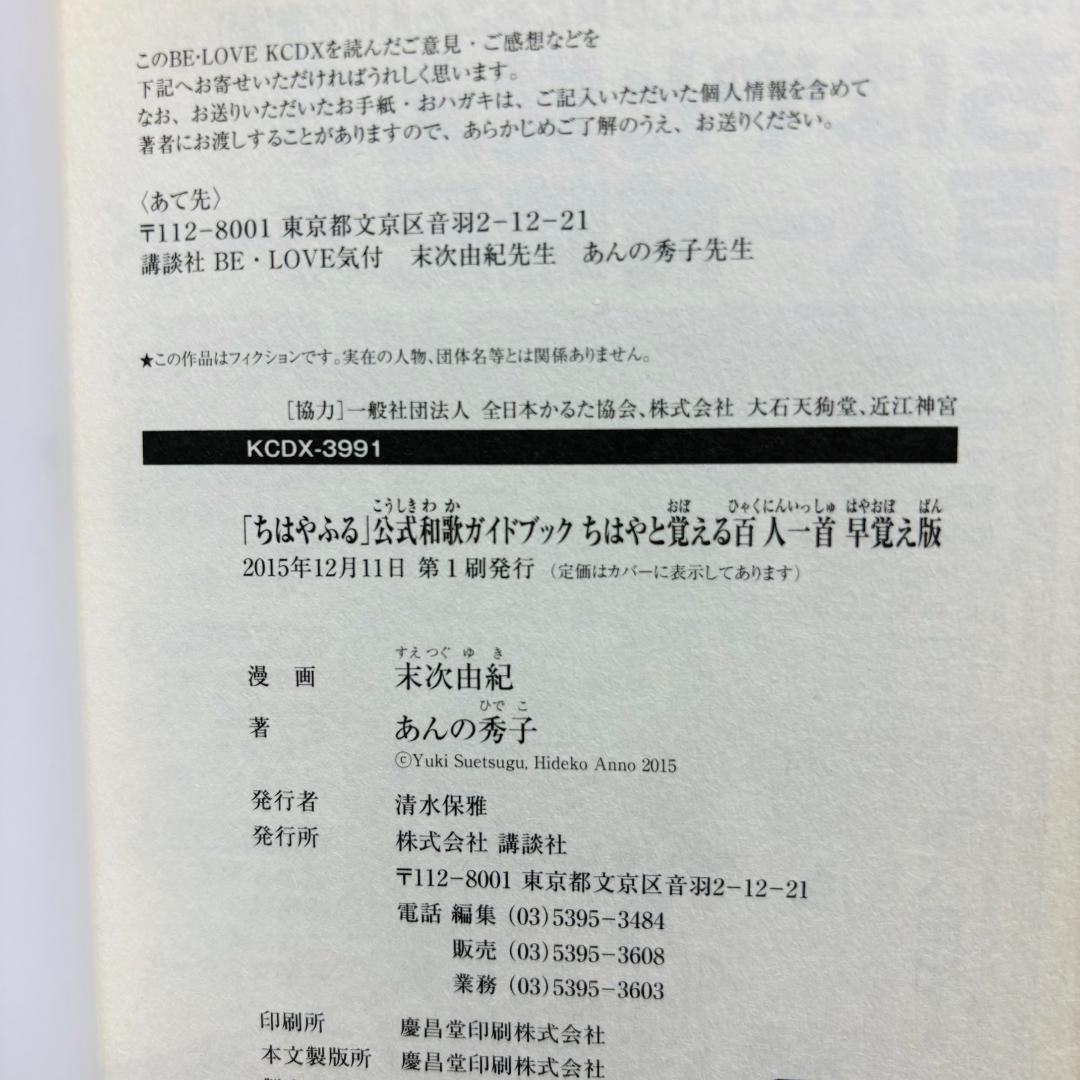 このBE・LOVE KCDXを読んだご意見・ご感想などを
下記へお寄せいただければうれしく思います。
なお、お送りいただいたお手紙・おハガキは、ご記入いただいた個人情報を含めて
著者にお渡しすることがありますので、あらかじめご了解のうえ、お送りください。
〈あて先〉
〒112-8001 東京都文京区音羽2-12-21
講談社 BE・LOVE気付 末次由紀先生 あんの秀子先生
★この作品はフィクションです。実在の人物、団体名等とは関係ありません。
[協力]一般社団法人 全日本かるた協会、株式会社 大石天狗堂、近江神宮
KCDX-3991
こうしきわか おぼ ひゃくにんいっしゅ はやおぼ ばん
「ちはやふる」公式和歌ガイドブック ちはやと覚える百人一首 早覚え版
2015年12月11日 第1刷発行 (定価はカバーに表示してあります)
すえつぐ ゆ き
漫 画 末次由紀
ひで こ
著 あんの秀子
©Yuki Suetsugu, Hideko Anno 2015
発行者 清水保雅
発行所 株式会社 講談社
〒112-8001 東京都文京区音羽2-12-21
電話 編集 (03)5395-3484
販売 (03)5395-3608
業務 (03)5395-3603
印刷所 慶昌堂印刷株式会社
本文製版所 慶昌堂印刷株式会社